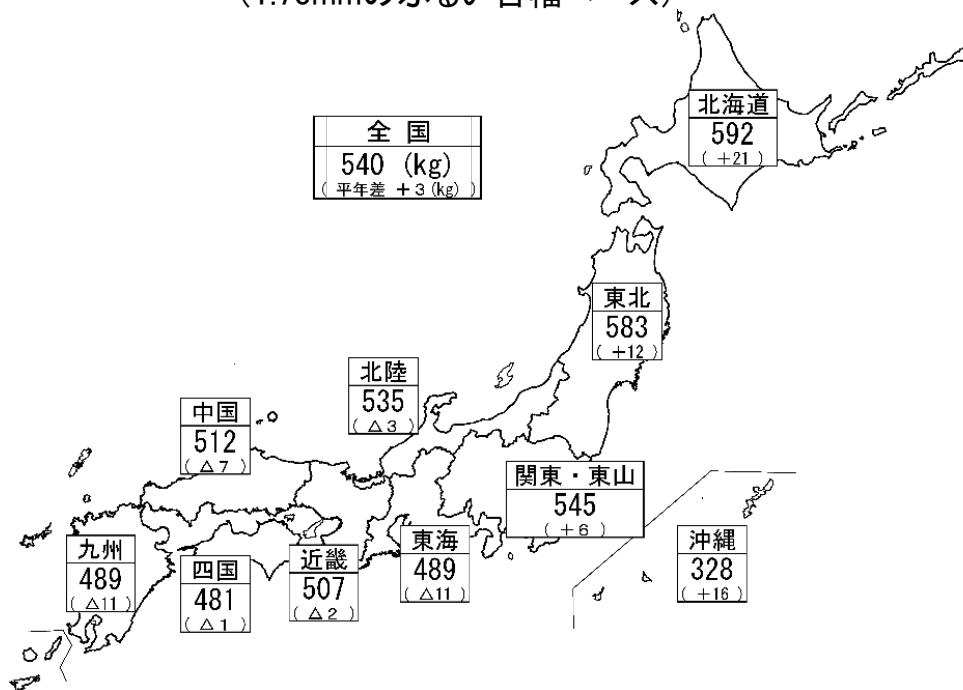 全 国
540 (kg)
( 平年差 +3(kg) )
北海道
592
( +21 )
東北
583
( +12 )
北陸
535
( △3 )
中国
512
( △7 )
関東・東山
545
( +6 )
九州
489
( △11 )
四国
481
( △1 )
近畿
507
( △2 )
東海
489
( △11 )
沖縄
328
( +16 )